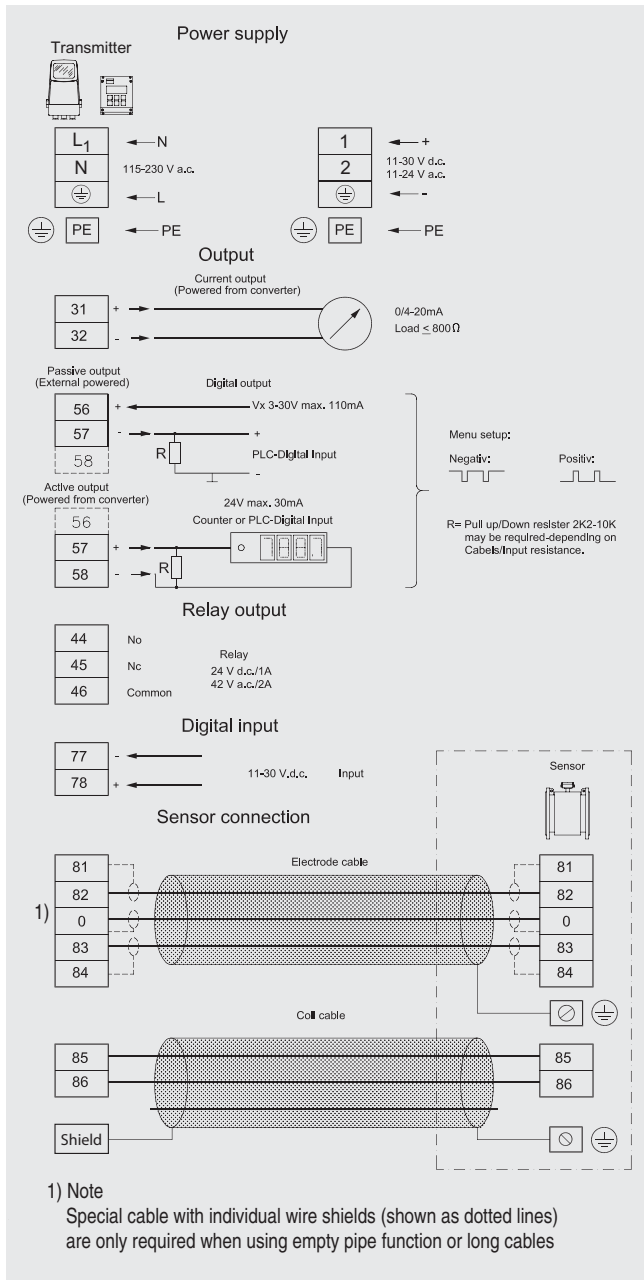 Power supply
Transmitter
L1
N
N
115-230 V a.c.
L
PE
PE
1
+
2
11-30 V d.c.
11-24 V a.c.
-
PE
PE
Output
Current output
(Powered from converter)
31
+
32
-
0/4-20mA
Load ≤ 800 Ω
Passive output
(External powered)
Digital output
56
+
Vx 3-30V max. 110mA
57
-
+
R
PLC-Digital Input
58
-
Menu setup:
Negativ:
Positiv:
Active output
(Powered from converter)
24V max. 30mA
Counter or PLC-Digital Input
56
57
+
58
-
R
R= Pull up/Down resister 2K2-10K
may be required-depending on
Cabels/Input resistance.
Relay output
44
No
45
Nc
46
Common
Relay
24 V d.c./1A
42 V a.c./2A
Digital input
77
-
78
+
11-30 V.d.c.
Input
Sensor
Sensor connection
Electrode cable
1)
81
82
0
83
84
81
82
0
83
84
Coil cable
85
86
Shield
85
86
1) Note
Special cable with individual wire shields (shown as dotted lines)
are only required when using empty pipe function or long cables